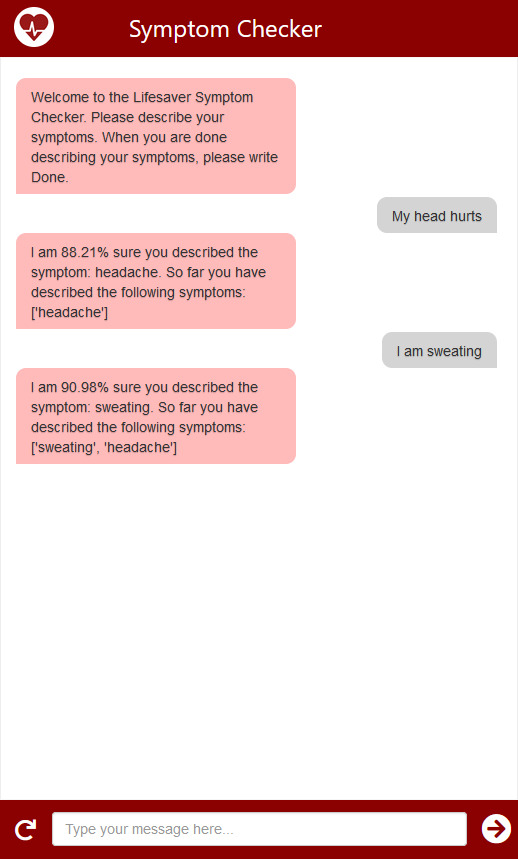 Symptom Checker
Welcome to the Lifesaver Symptom
Checker. Please describe your
symptoms. When you are done
describing your symptoms, please write
Done.
My head hurts
I am 88.21% sure you described the
symptom: headache. So far you have
described the following symptoms:
['headache']
I am sweating
I am 90.98% sure you described the
symptom: sweating. So far you have
described the following symptoms:
['sweating', 'headache']
Type your message here...